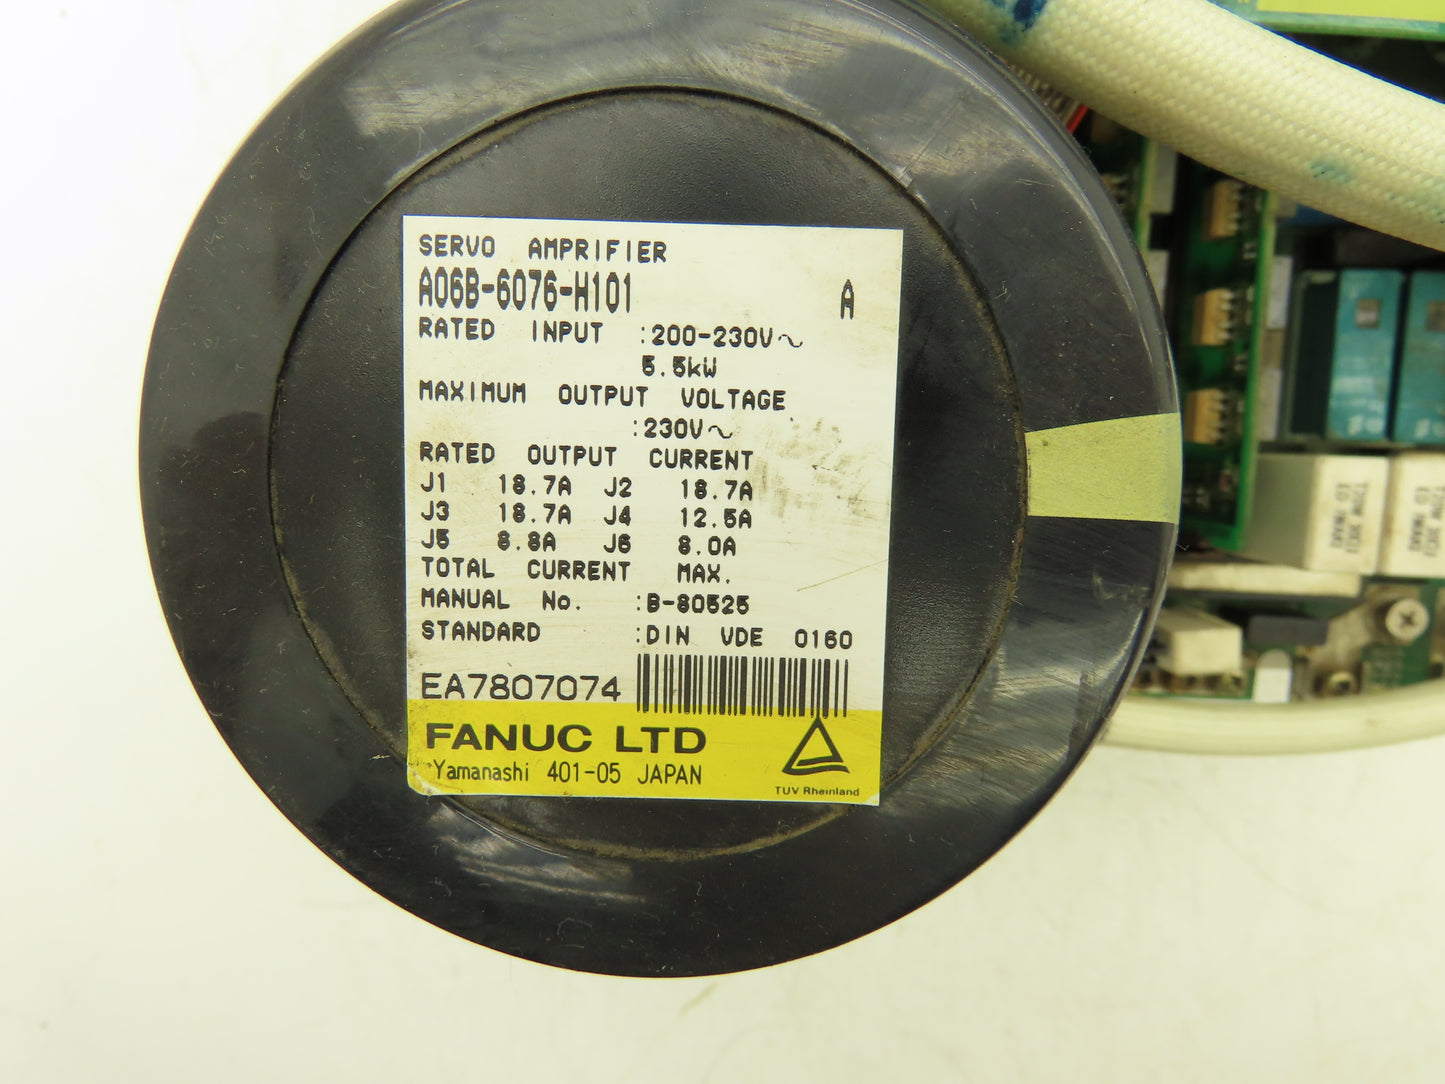 SERVO AMPRIFIER
A06B-6076-H101 A
RATED INPUT :200-230V~
5.5kW
MAXIMUM OUTPUT VOLTAGE
:230V~
RATED OUTPUT CURRENT
J1 18.7A J2 18.7A
J3 18.7A J4 12.5A
J5 8.8A J6 8.0A
TOTAL CURRENT MAX.
MANUAL No. :B-80525
STANDARD :DIN VDE 0160
EA7807074
FANUC LTD
Yamanashi 401-05 JAPAN
TUV Rheinland